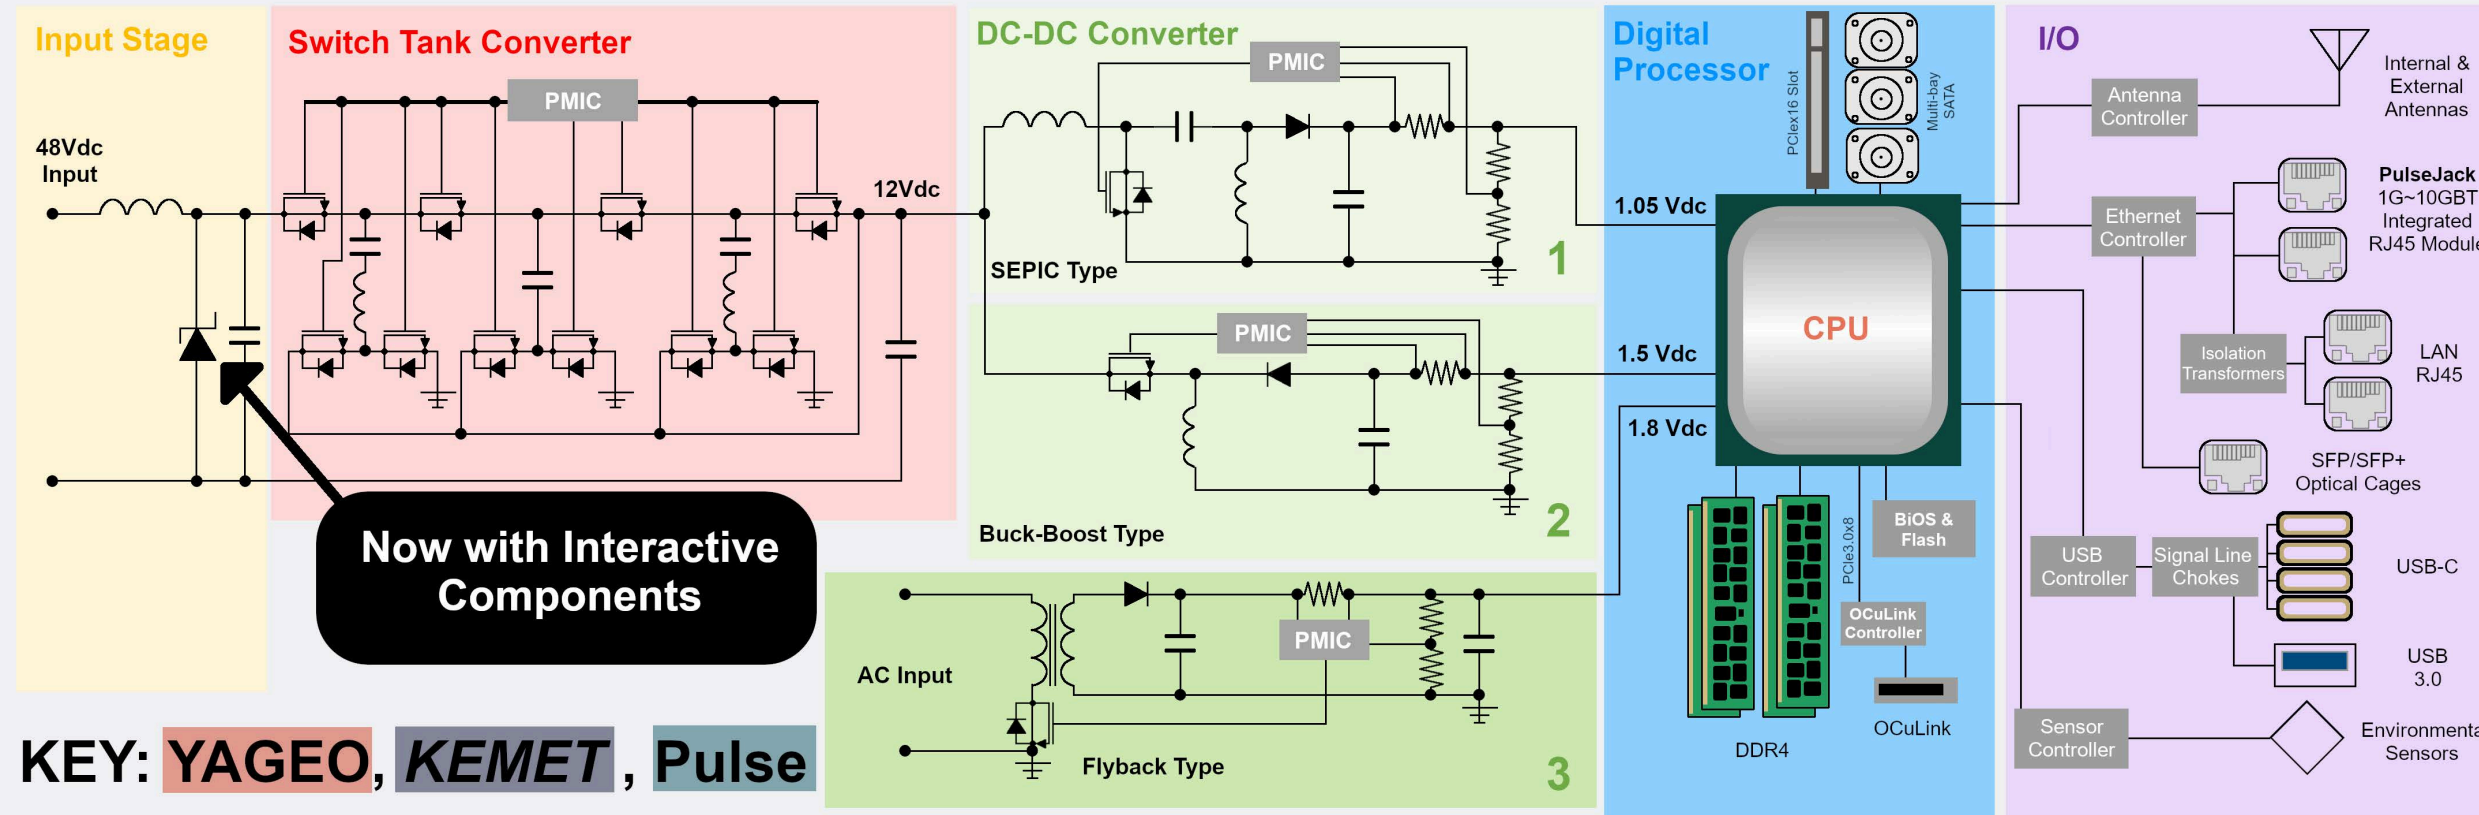 Input Stage
48Vdc
Input
Switch Tank Converter
PMIC
12Vdc
Now with Interactive
Components
KEY: YAGEO, KEMET, Pulse
DC-DC Converter
PMIC
SEPIC Type
1
PMIC
Buck-Boost Type
2
AC Input
PMIC
Flyback Type
3
Digital
Processor
PCIex16 Slot
Multi-bay
SATA
1.05 Vdc
1.5 Vdc
1.8 Vdc
CPU
DDR4
PCIe3.0x8
BiOS &
Flash
OCuLink
Controller
OCuLink
I/O
Antenna
Controller
Internal &
External
Antennas
Ethernet
Controller
PulseJack
1G~10GBT
Integrated
RJ45 Module
Isolation
Transformers
LAN
RJ45
SFP/SFP+
Optical Cages
USB
Controller
Signal Line
Chokes
USB-C
USB
3.0
Sensor
Controller
Environmenta
Sensors